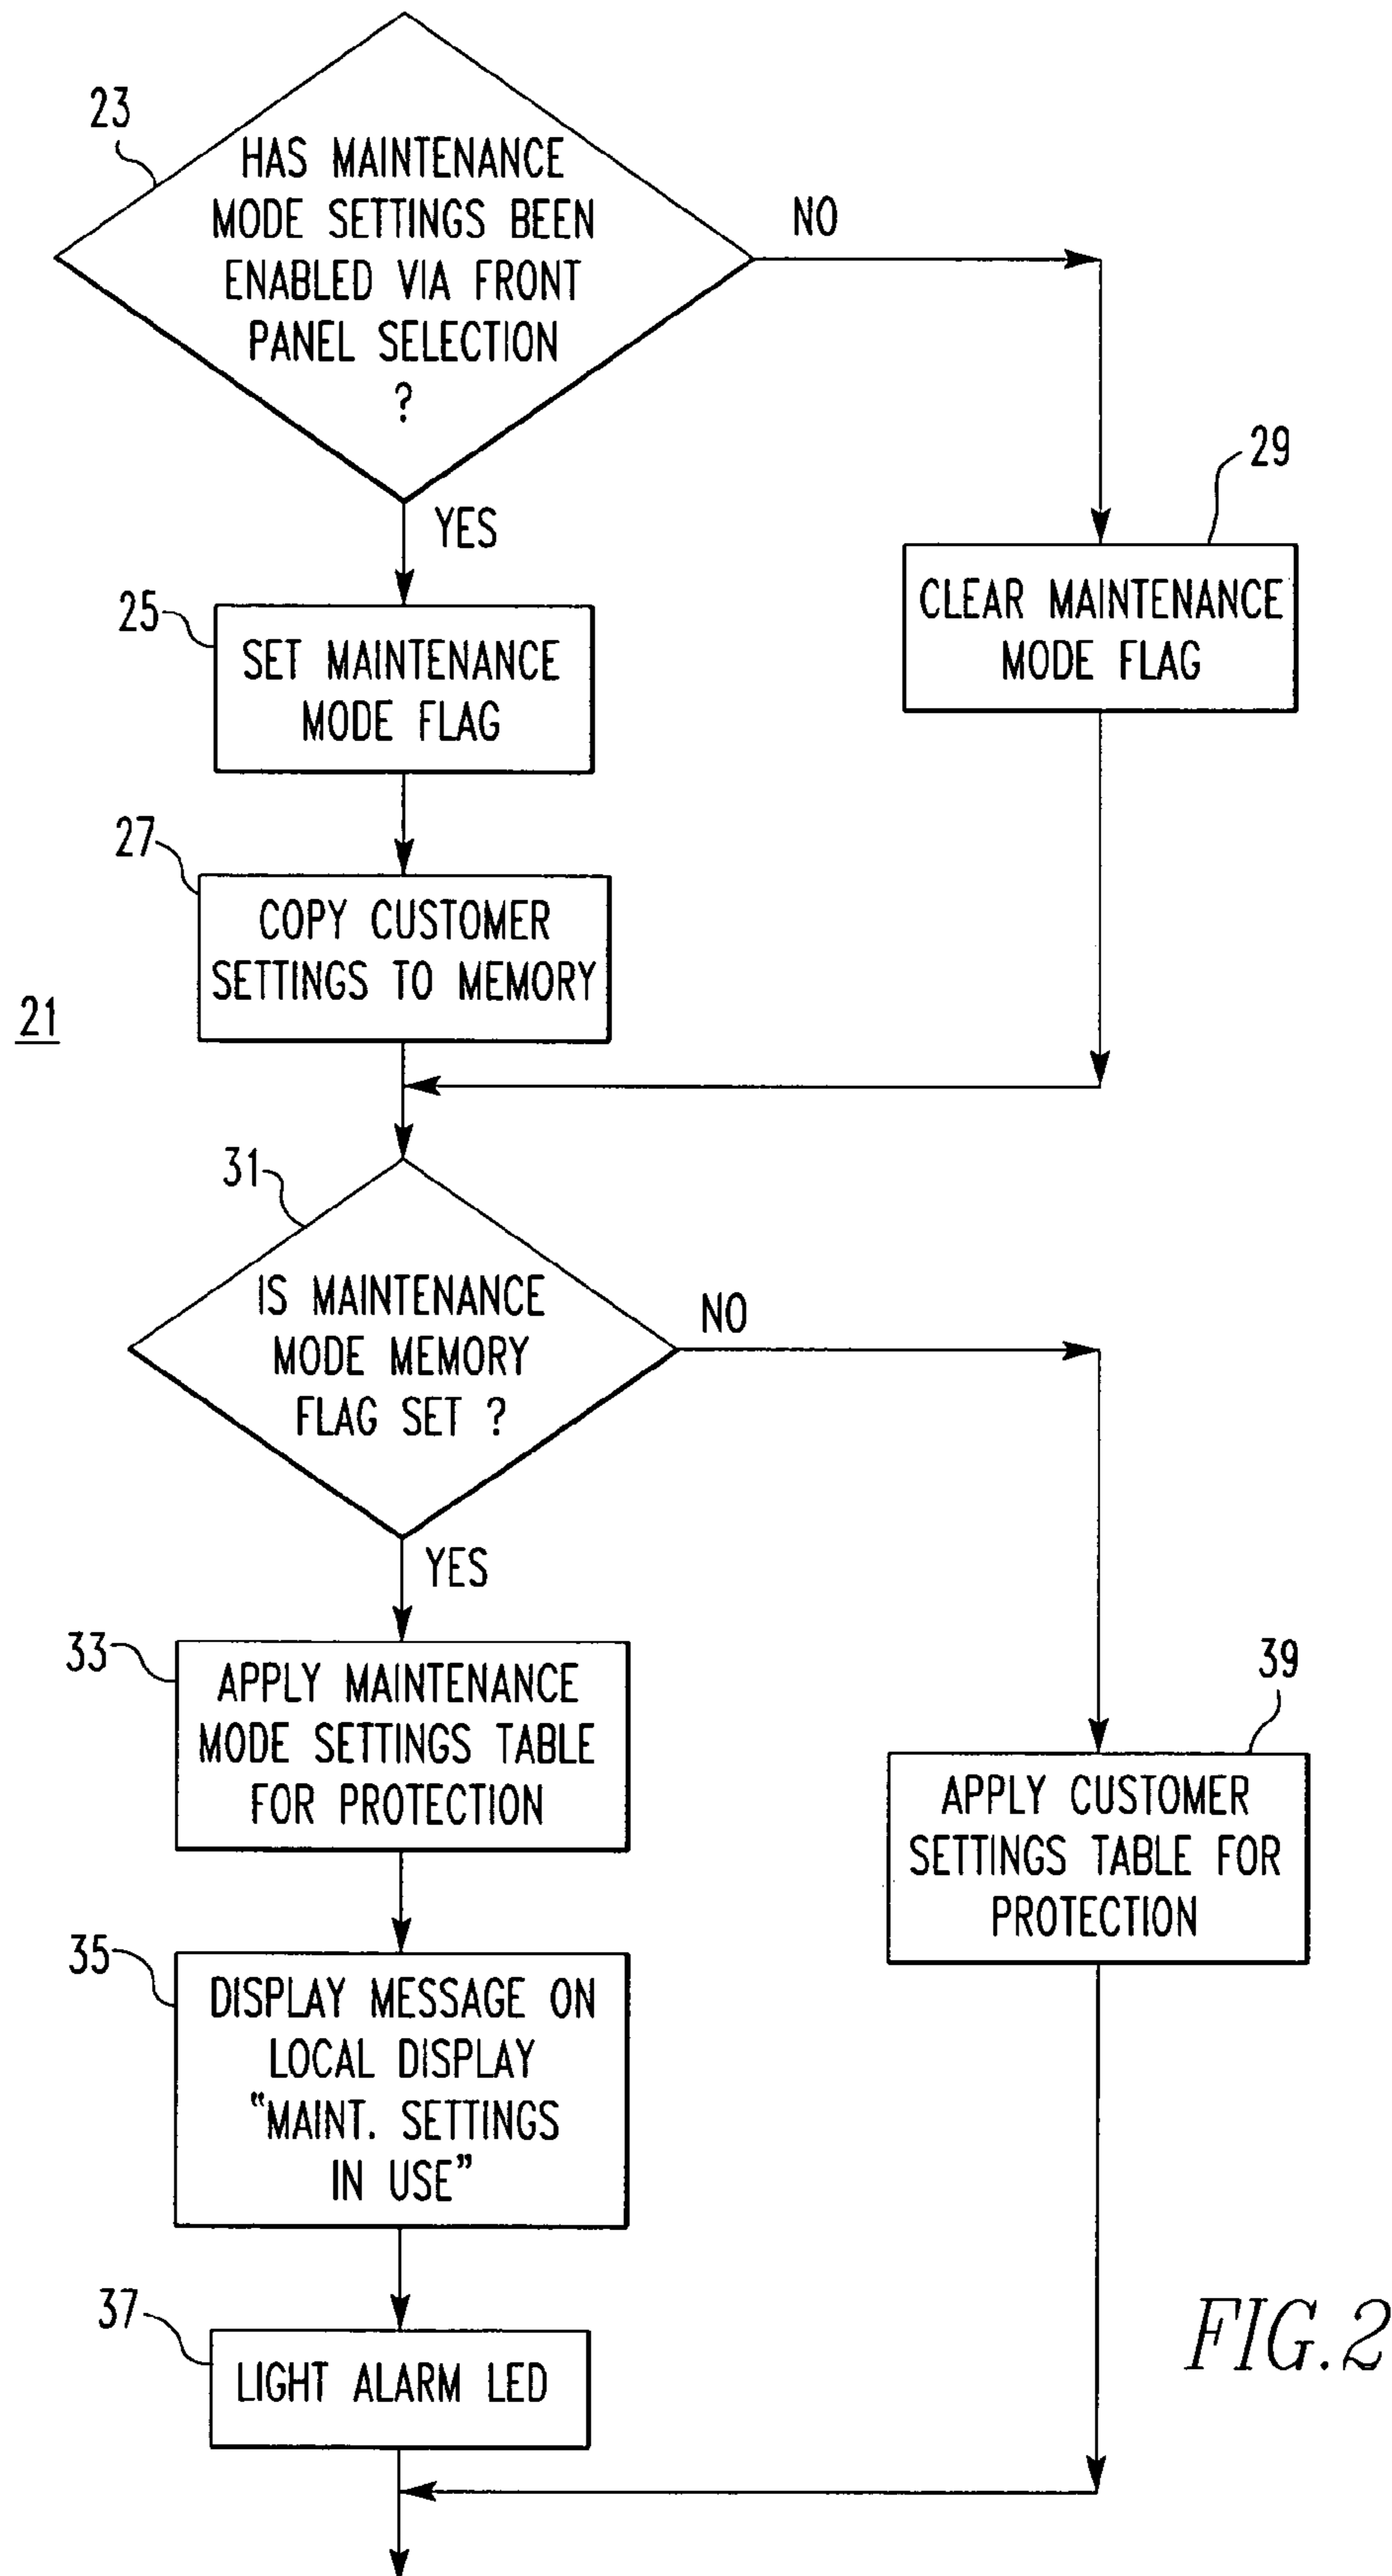 23
HAS MAINTENANCE
MODE SETTINGS BEEN
ENABLED VIA FRONT
PANEL SELECTION
?
NO
YES
29
CLEAR MAINTENANCE
MODE FLAG
25
SET MAINTENANCE
MODE FLAG
27
COPY CUSTOMER
SETTINGS TO MEMORY
21
31
IS MAINTENANCE
MODE MEMORY
FLAG SET ?
NO
YES
33
APPLY MAINTENANCE
MODE SETTINGS TABLE
FOR PROTECTION
39
APPLY CUSTOMER
SETTINGS TABLE FOR
PROTECTION
35
DISPLAY MESSAGE ON
LOCAL DISPLAY
“MAINT. SETTINGS
IN USE”
37
LIGHT ALARM LED
FIG.2